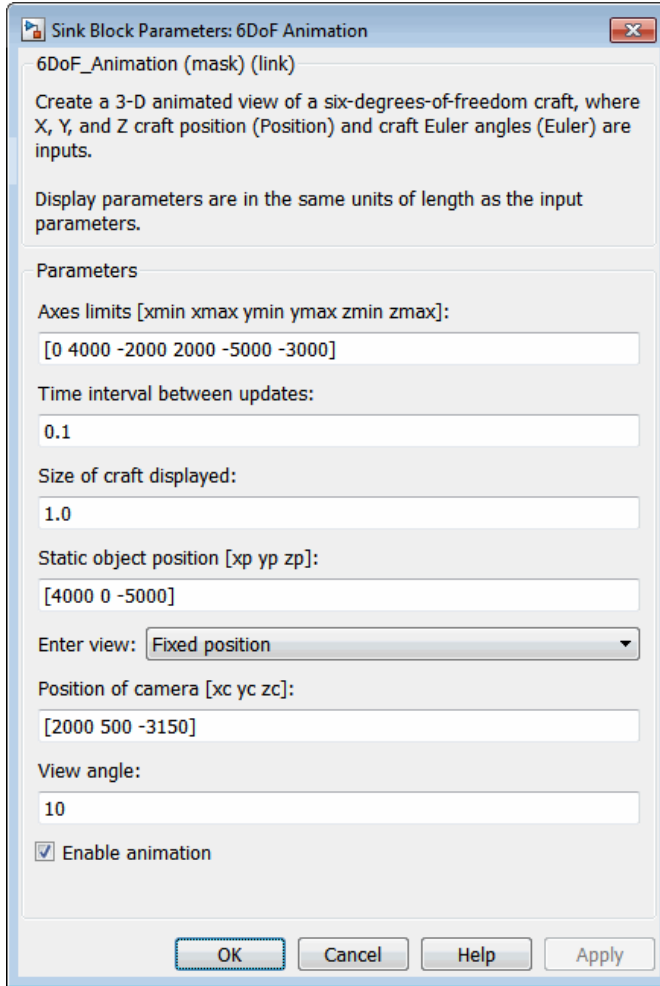 Sink Block Parameters: 6DoF Animation
6DoF_Animation (mask) (link)
Create a 3-D animated view of a six-degrees-of-freedom craft, where
X, Y, and Z craft position (Position) and craft Euler angles (Euler) are
inputs.
Display parameters are in the same units of length as the input
parameters.
Parameters
Axes limits [xmin xmax ymin ymax zmin zmax]:
[0 4000 -2000 2000 -5000 -3000]
Time interval between updates:
0.1
Size of craft displayed:
1.0
Static object position [xp yp zp]:
[4000 0 -5000]
Enter view: Fixed position
Position of camera [xc yc zc]:
[2000 500 -3150]
View angle:
10
Enable animation
OK Cancel Help Apply